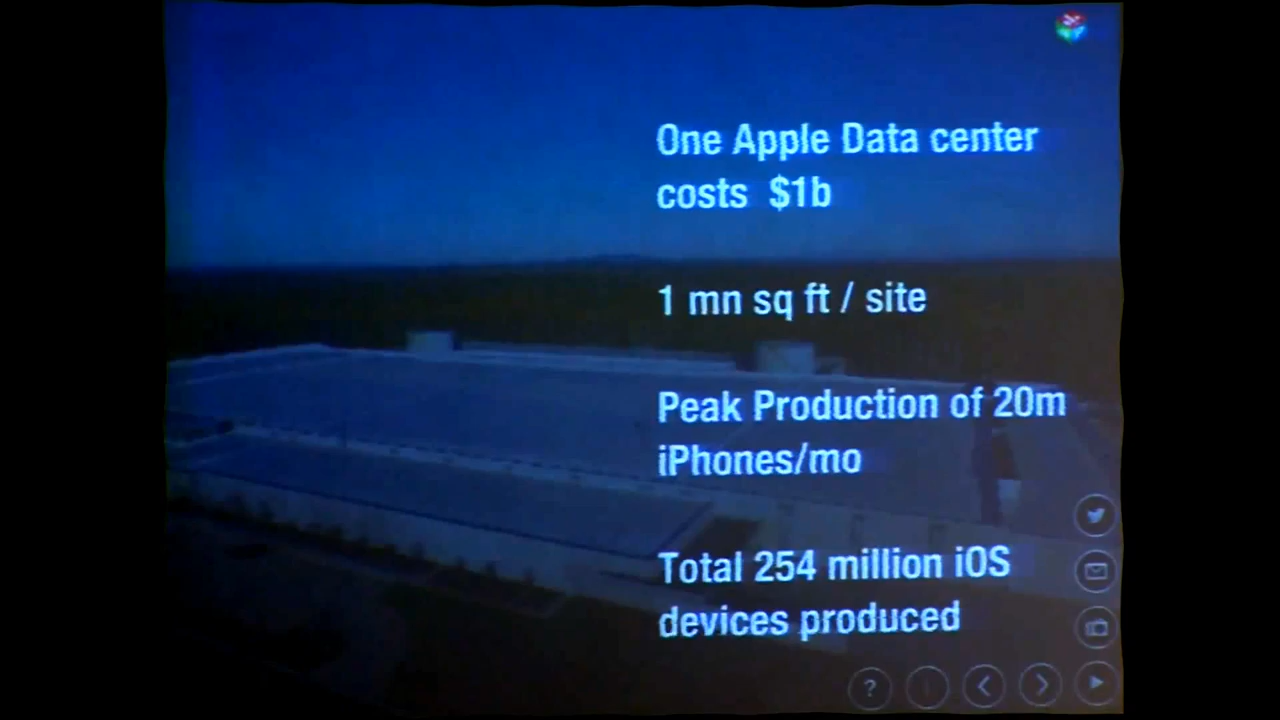 One Apple Data center
costs $1b
1 mn sq ft / site
Peak Production of 20m
iPhones/mo
Total 254 million iOS
devices produced
?